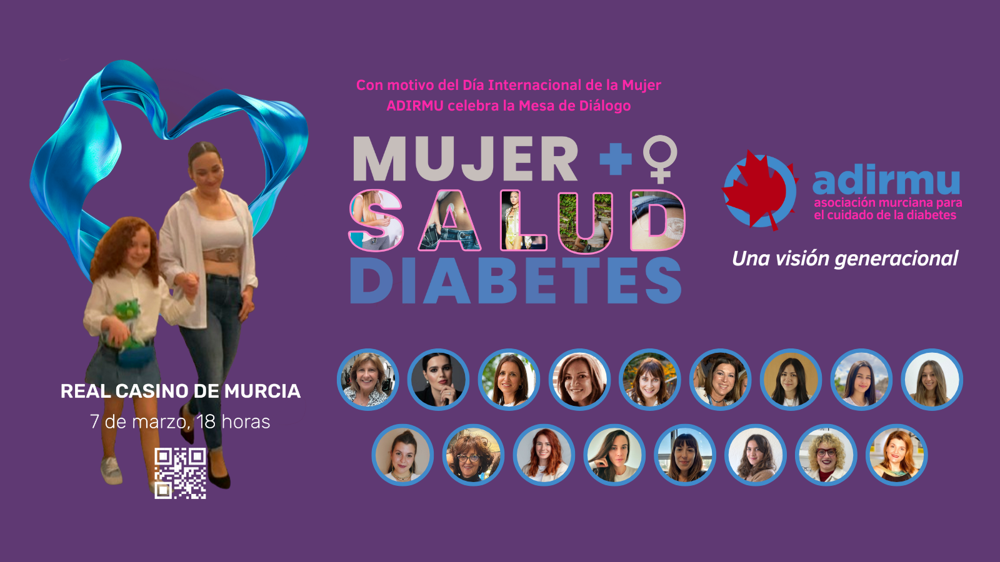 Con motivo del Día Internacional de la Mujer
ADIRMU celebra la Mesa de Diálogo
MUJER + ♀
SALUD
DIABETES
adirmu
asociación murciana para
el cuidado de la diabetes
Una visión generacional
REAL CASINO DE MURCIA
7 de marzo, 18 horas